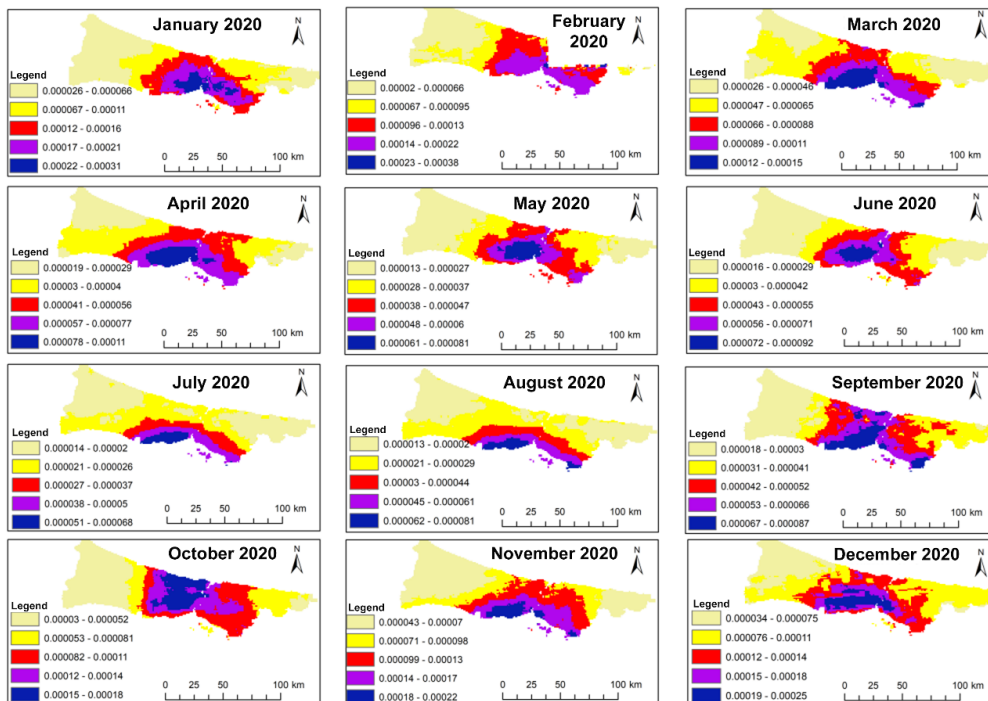 January 2020
N
Legend
0.000026 - 0.000066
0.000067 - 0.00011
0.00012 - 0.00016
0.00017 - 0.00021
0.00022 - 0.00031
0 25 50 100 km
February
2020
N
Legend
0.00002 - 0.000066
0.000067 - 0.000095
0.000096 - 0.00013
0.00014 - 0.00022
0.00023 - 0.00038
0 25 50 100 km
March 2020
N
Legend
0.000026 - 0.000046
0.000047 - 0.000065
0.000066 - 0.000088
0.000089 - 0.00011
0.00012 - 0.00015
0 25 50 100 km
April 2020
N
Legend
0.000019 - 0.000029
0.00003 - 0.00004
0.000041 - 0.000056
0.000057 - 0.000077
0.000078 - 0.00011
0 25 50 100 km
May 2020
N
Legend
0.000013 - 0.000027
0.000028 - 0.000037
0.000038 - 0.000047
0.000048 - 0.00006
0.000061 - 0.000081
0 25 50 100 km
June 2020
N
Legend
0.000016 - 0.000029
0.00003 - 0.000042
0.000043 - 0.000055
0.000056 - 0.000071
0.000072 - 0.000092
0 25 50 100 km
July 2020
N
Legend
0.000014 - 0.00002
0.000021 - 0.000026
0.000027 - 0.000037
0.000038 - 0.00005
0.000051 - 0.000068
0 25 50 100 km
August 2020
N
Legend
0.000013 - 0.00002
0.000021 - 0.000029
0.00003 - 0.000044
0.000045 - 0.000061
0.000062 - 0.000081
0 25 50 100 km
September 2020
N
Legend
0.000018 - 0.00003
0.000031 - 0.000041
0.000042 - 0.000052
0.000053 - 0.000066
0.000067 - 0.000087
0 25 50 100 km
October 2020
N
Legend
0.00003 - 0.000052
0.000053 - 0.000081
0.000082 - 0.00011
0.00012 - 0.00014
0.00015 - 0.00018
0 25 50 100 km
November 2020
N
Legend
0.000043 - 0.00007
0.000071 - 0.000098
0.000099 - 0.00013
0.00014 - 0.00017
0.00018 - 0.00022
0 25 50 100 km
December 2020
N
Legend
0.000034 - 0.000075
0.000076 - 0.00011
0.00012 - 0.00014
0.00015 - 0.00018
0.00019 - 0.00025
0 25 50 100 km